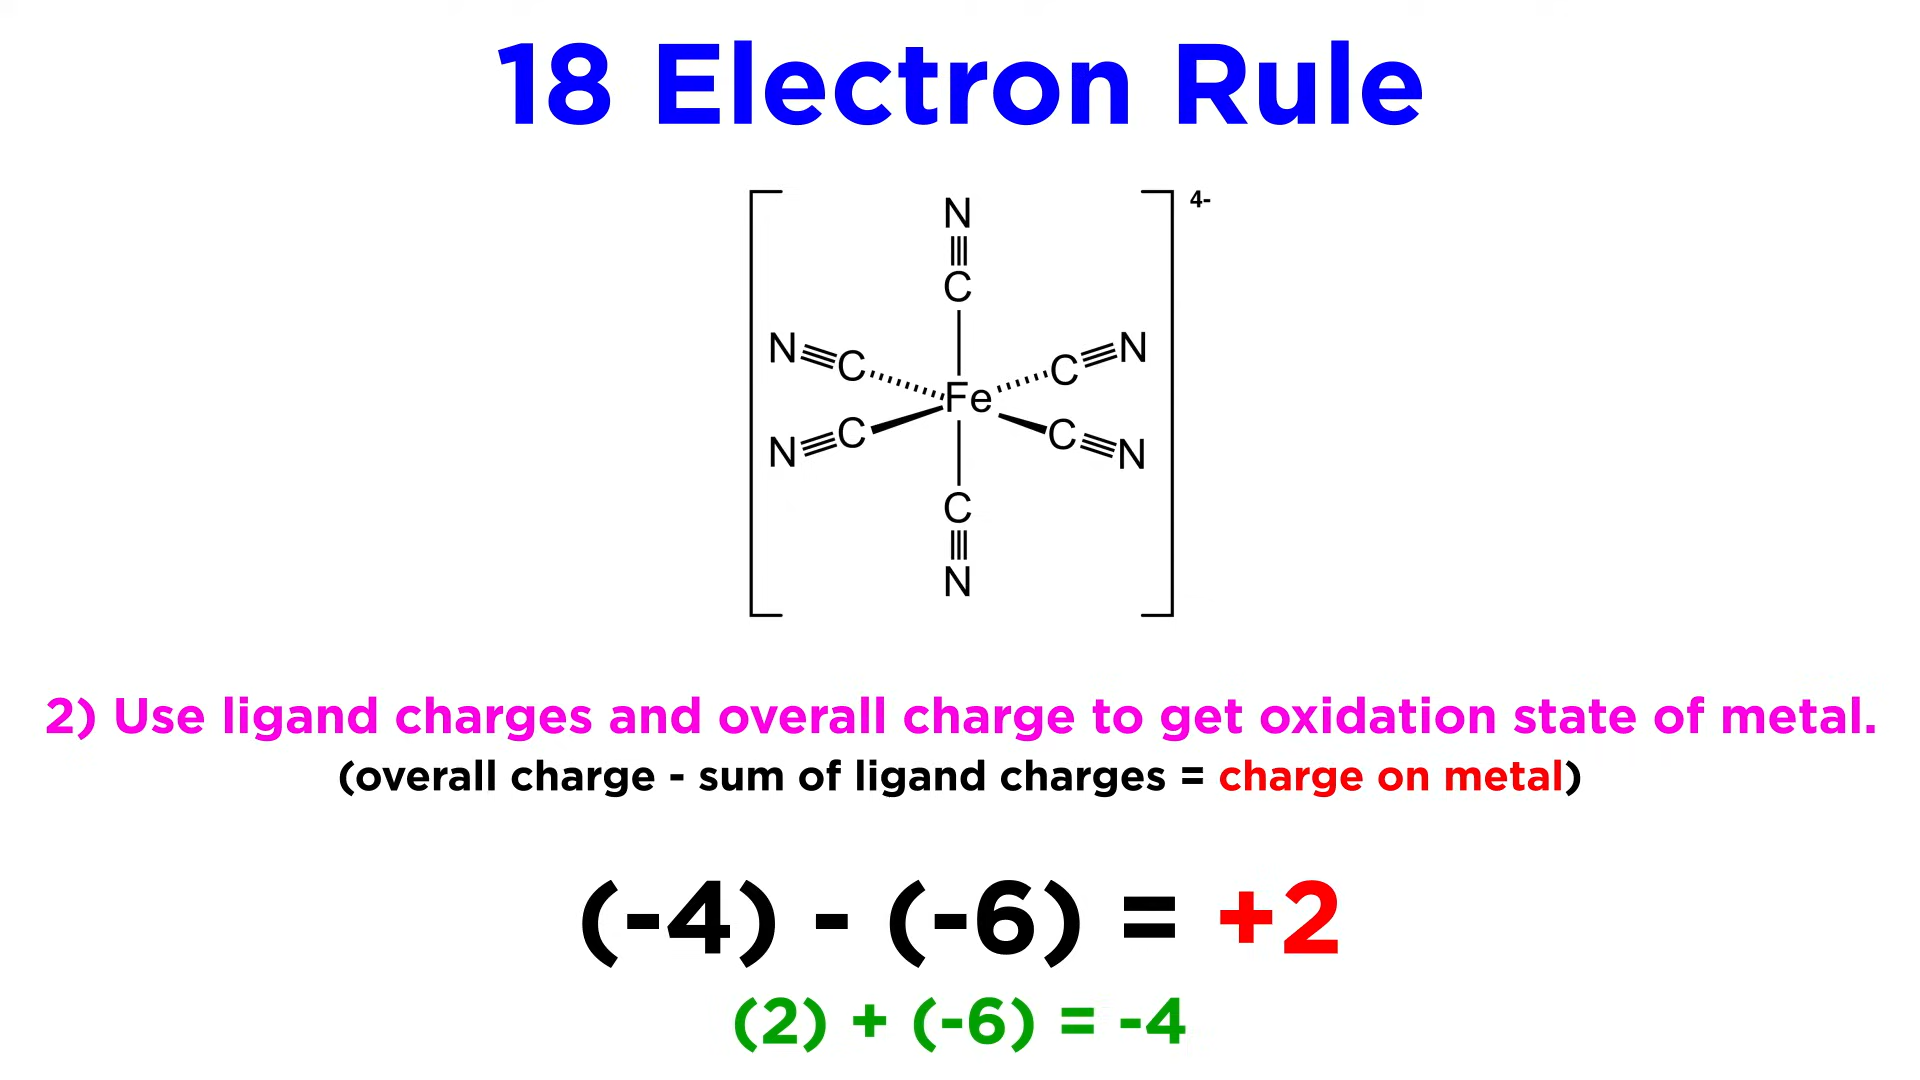 18 Electron Rule
4-
N
C
N C C N
Fe
N C C N
C
N
2) Use ligand charges and overall charge to get oxidation state of metal.
(overall charge - sum of ligand charges = charge on metal)
(-4) - (-6) = +2
(2) + (-6) = -4